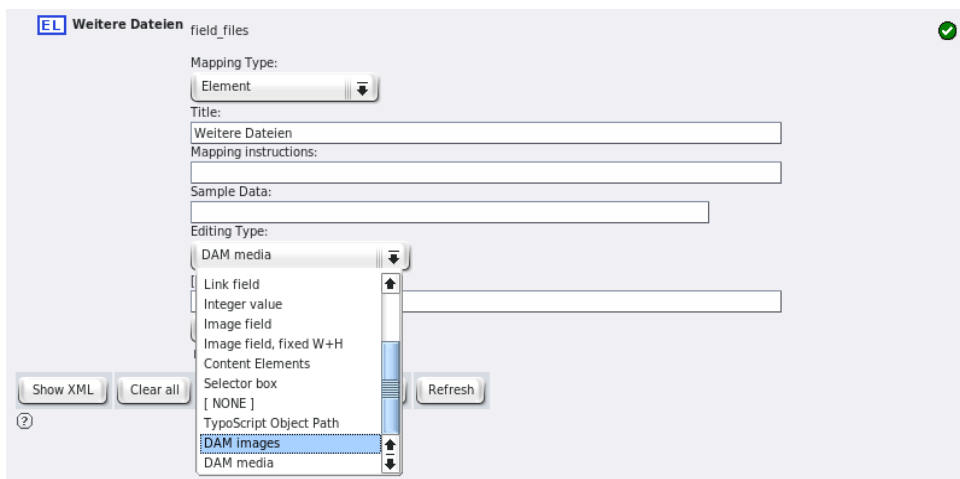 EL Weitere Dateien field_files
Mapping Type:
Element
Title:
Weitere Dateien
Mapping instructions:
Sample Data:
Editing Type:
DAM media
[
Link field
Integer value
Image field
Image field, fixed W+H
Content Elements
Selector box
[ NONE ]
TypoScript Object Path
DAM images
DAM media
Show XML Clear all Refresh
?